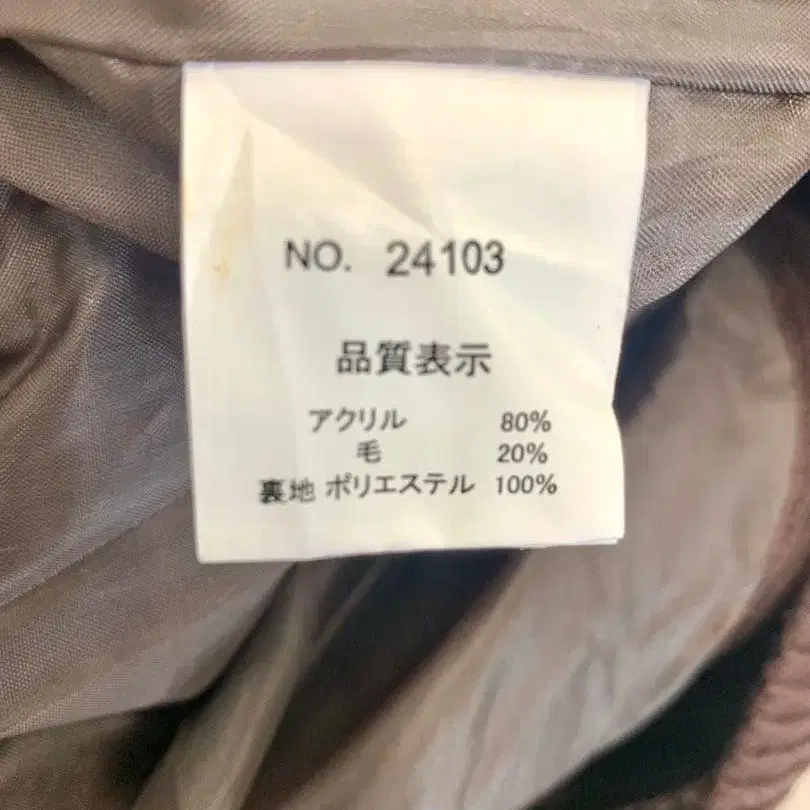 NO. 24103
品質表示
アクリル 80%
毛 20%
裏地 ポリエステル 100%